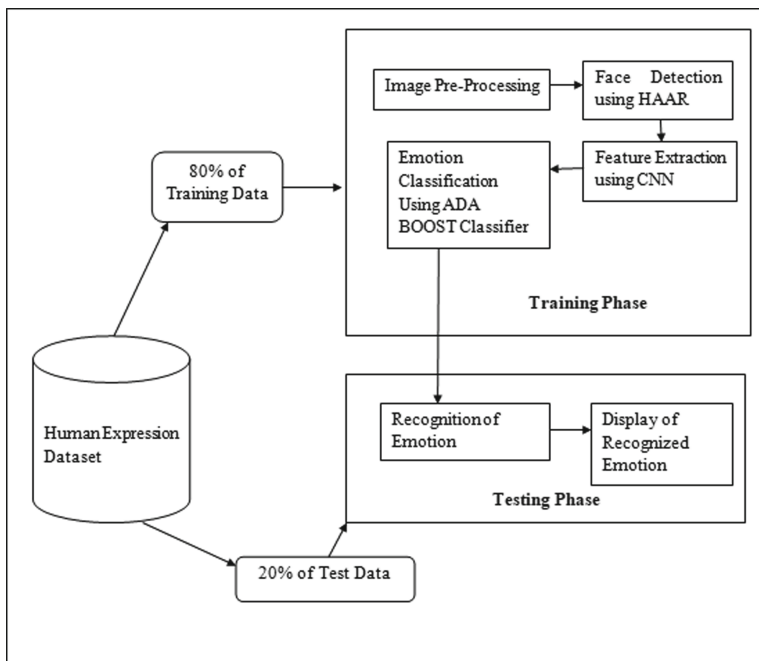 Image Pre-Processing
Face Detection
using HAAR
80% of
Training Data
Emotion
Classification
Using ADA
BOOST Classifier
Feature Extraction
using CNN
Training Phase
Human Expression
Dataset
Recognition of
Emotion
Display of
Recognized
Emotion
Testing Phase
20% of Test Data